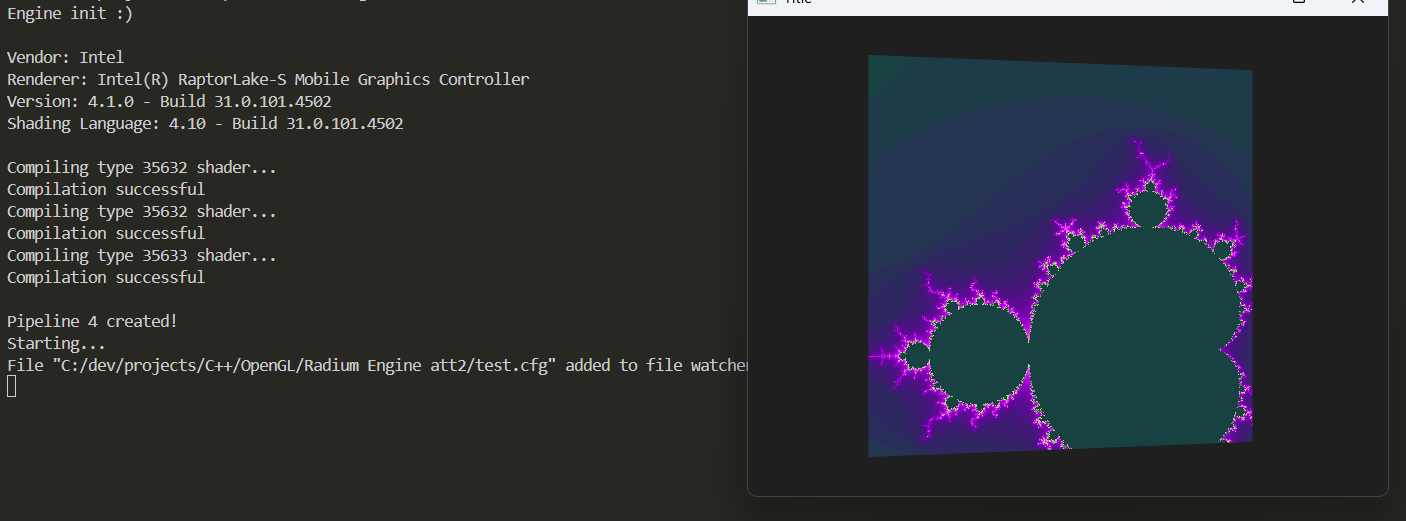 Engine init :)
Vendor: Intel
Renderer: Intel(R) RaptorLake-S Mobile Graphics Controller
Version: 4.1.0 - Build 31.0.101.4502
Shading Language: 4.10 - Build 31.0.101.4502
Compiling type 35632 shader...
Compilation successful
Compiling type 35632 shader...
Compilation successful
Compiling type 35633 shader...
Compilation successful
Pipeline 4 created!
Starting...
File "C:/dev/projects/C++/OpenGL/Radium Engine att2/test.cfg" added to file watcher
Title